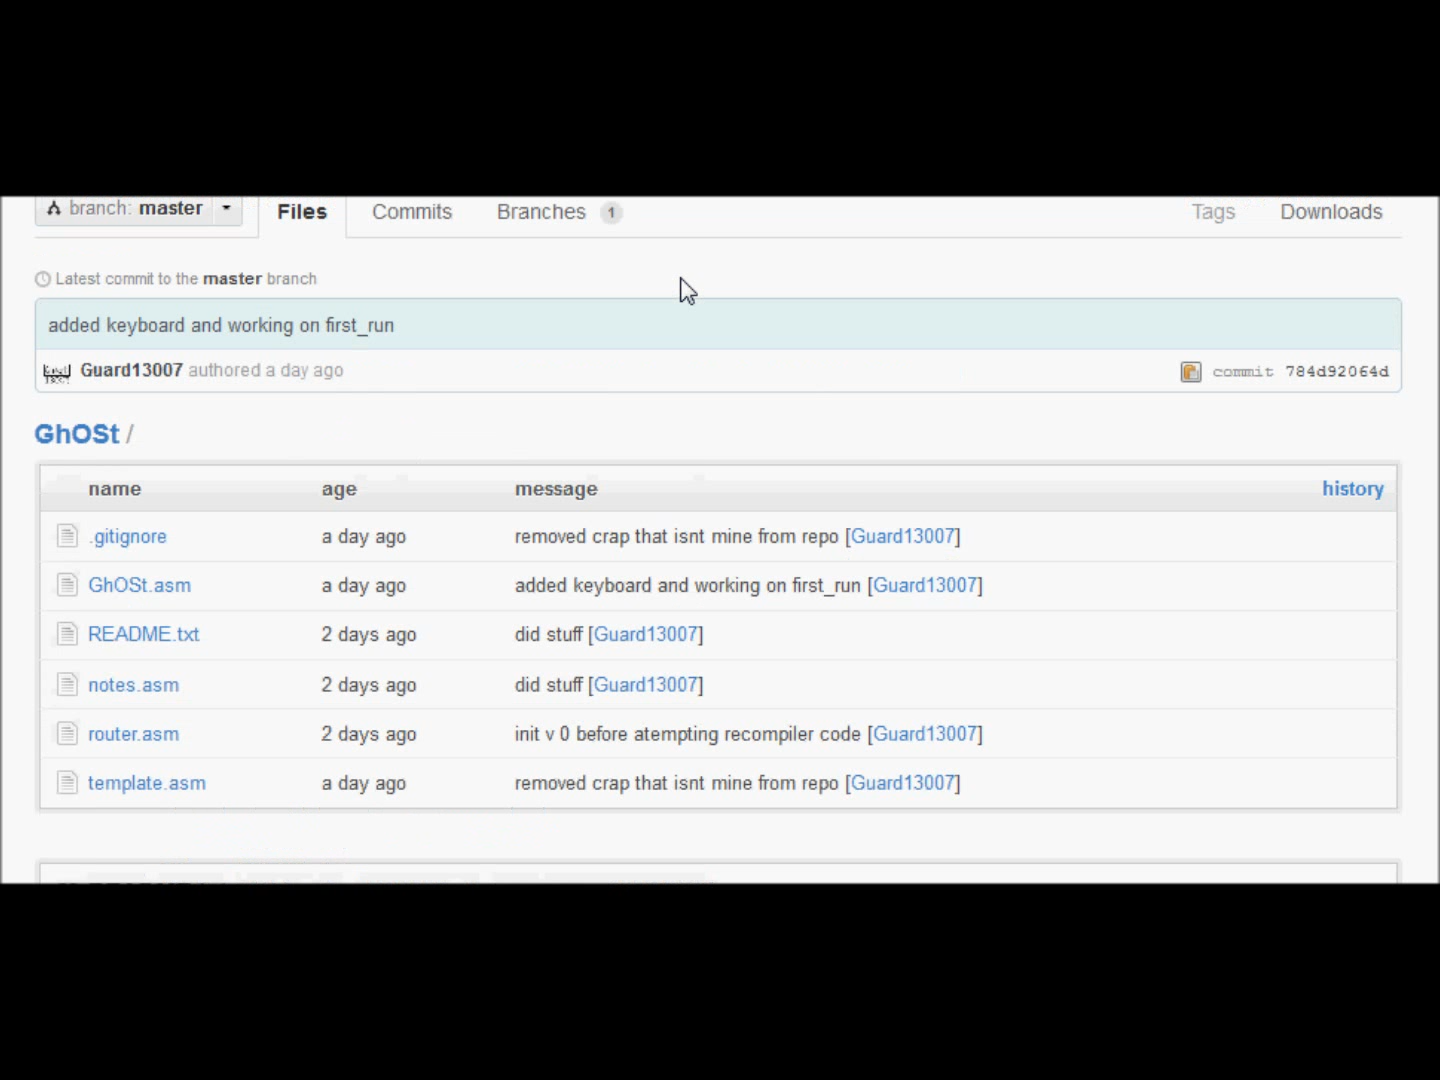 branch: master Files Commits Branches 1 Tags Downloads
Latest commit to the master branch
added keyboard and working on first_run
Guard13007 authored a day ago commit 784d92064d
GhOSt /
name age message history
.gitignore a day ago removed crap that isnt mine from repo [Guard13007]
GhOSt.asm a day ago added keyboard and working on first_run [Guard13007]
README.txt 2 days ago did stuff [Guard13007]
notes.asm 2 days ago did stuff [Guard13007]
router.asm 2 days ago init v 0 before atempting recompiler code [Guard13007]
template.asm a day ago removed crap that isnt mine from repo [Guard13007]